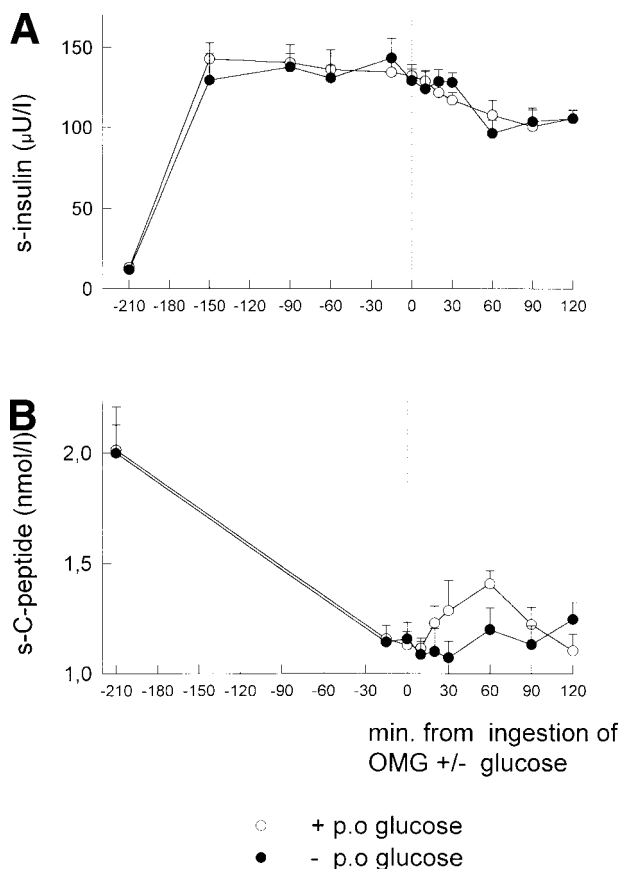 A
s-insulin (µU/l)
150
100
50
0
-210 -180 -150 -120 -90 -60 -30 0 30 60 90 120
B
s-C-peptide (nmol/l)
2,0
1,5
1,0
-210 -180 -150 -120 -90 -60 -30 0 30 60 90 120
min. from ingestion of
OMG +/- glucose
+ p.o glucose
- p.o glucose